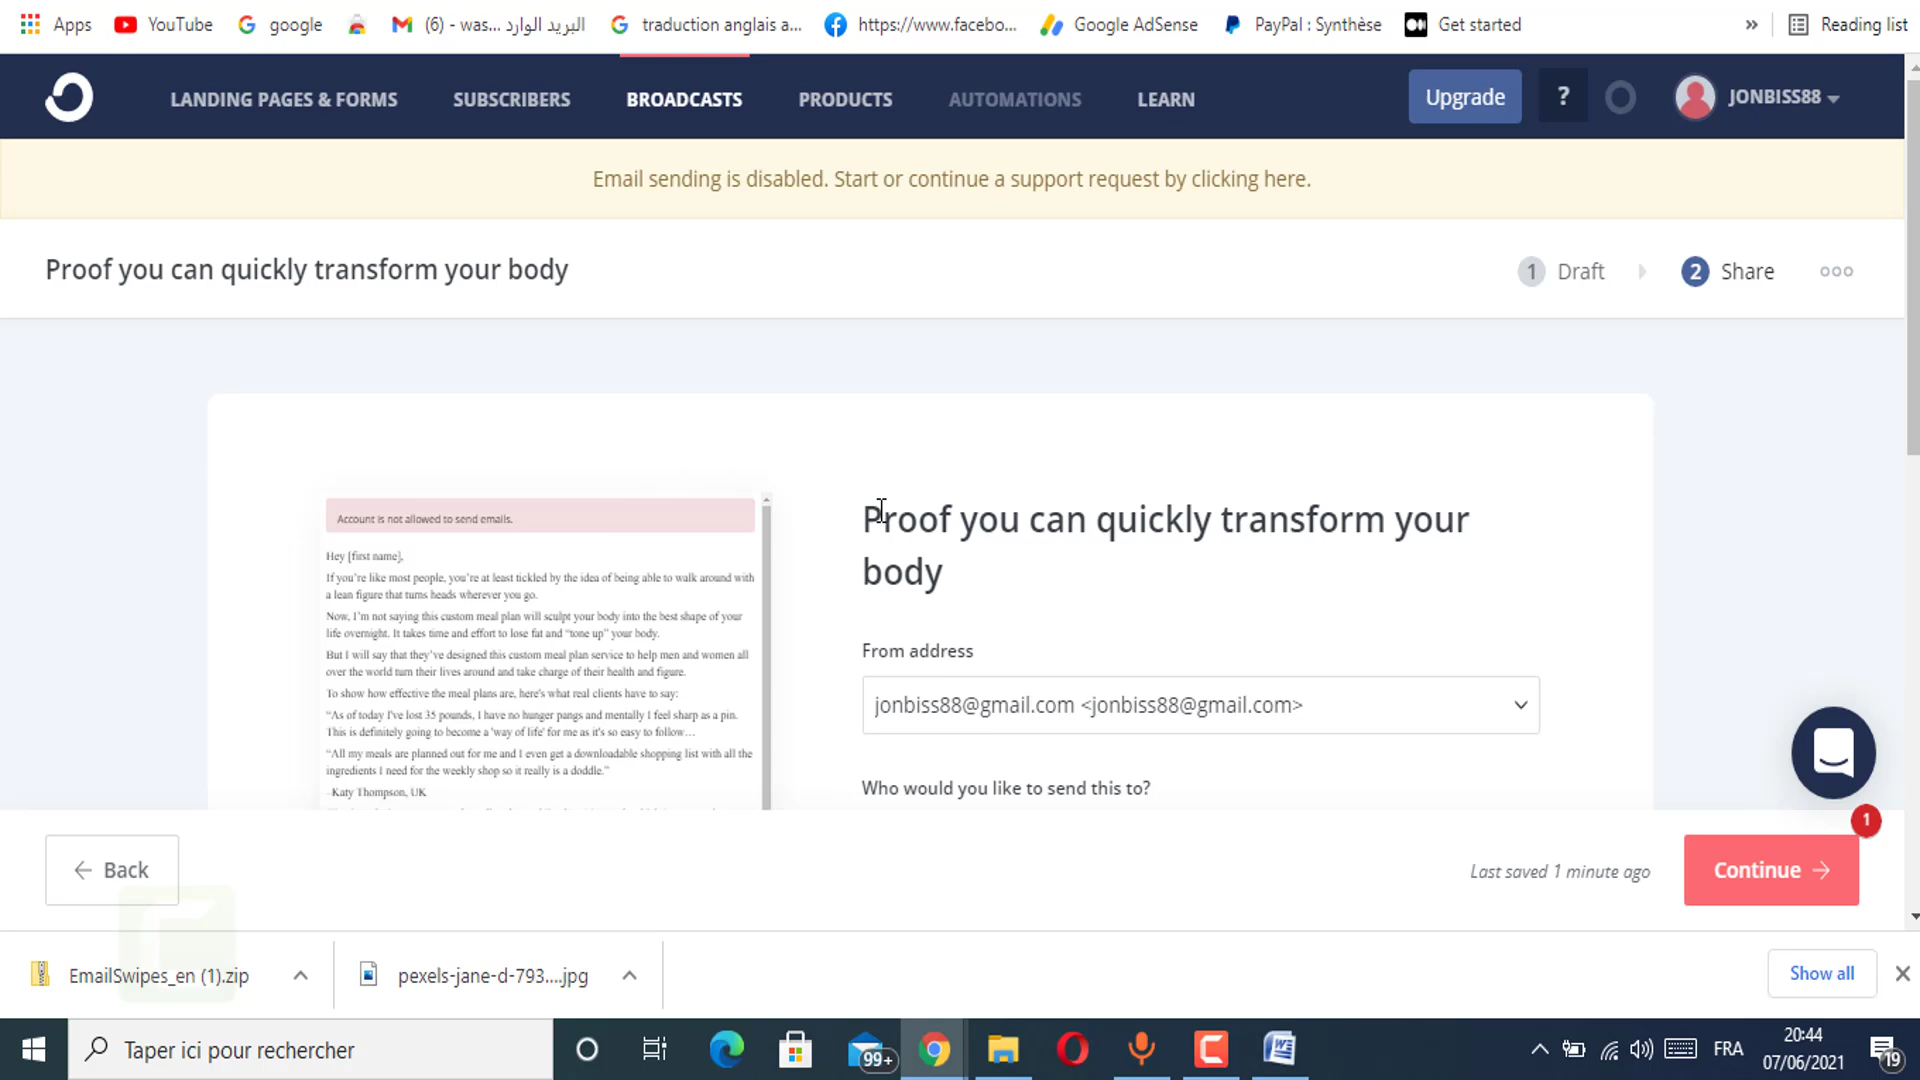 Apps YouTube google (6) - was... البريد الوارد traduction anglais a... https://www.facebo... Google AdSense PayPal : Synthèse Get started » Reading list
LANDING PAGES & FORMS SUBSCRIBERS BROADCASTS PRODUCTS AUTOMATIONS LEARN Upgrade ? JONBISS88
Email sending is disabled. Start or continue a support request by clicking here.
Proof you can quickly transform your body
1 Draft 2 Share
Account is not allowed to send emails.
Hey [first name],
If you're like most people, you're at least tickled by the idea of being able to walk around with
a lean figure that turns heads wherever you go.
Now, I'm not saying this custom meal plan will sculpt your body into the best shape of your
life overnight. It takes time and effort to lose fat and “tone up” your body.
But I will say that they've designed this custom meal plan service to help men and women all
over the world turn their lives around and take charge of their health and figure.
To show how effective the meal plans are, here's what real clients have to say:
“As of today I've lost 35 pounds, I have no hunger pangs and mentally I feel sharp as a pin.
This is definitely going to become a 'way of life' for me as it's so easy to follow…
“All my meals are planned out for me and I even get a downloadable shopping list with all the
ingredients I need for the weekly shop so it really is a doddle.”
–Katy Thompson, UK
Proof you can quickly transform your
body
From address
jonbiss88@gmail.com <jonbiss88@gmail.com>
Who would you like to send this to?
1
Back
Last saved 1 minute ago
Continue
EmailSwipes_en (1).zip
pexels-jane-d-793....jpg
Show all
Taper ici pour rechercher
99+
FRA
20:44
07/06/2021
19